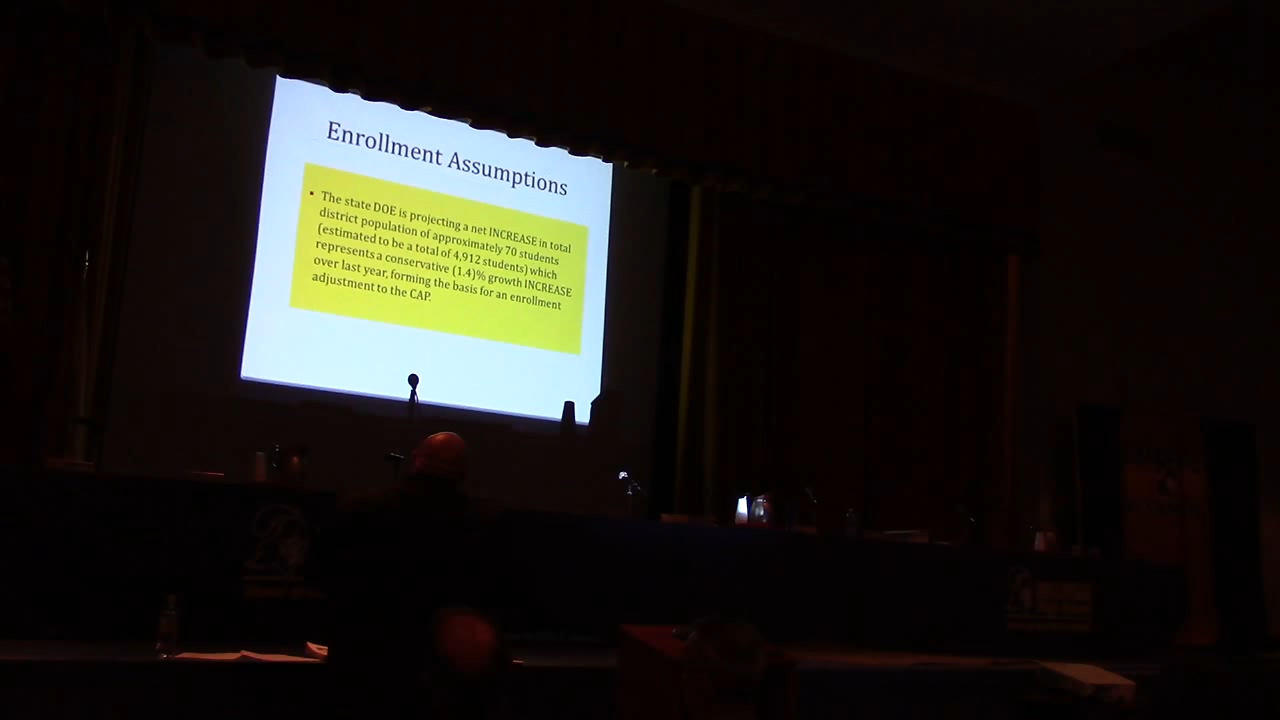 Enrollment Assumptions
▪ The state DOE is projecting a net INCREASE in total
district population of approximately 70 students
(estimated to be a total of 4,912 students) which
represents a conservative (1.4)% growth INCREASE
over last year, forming the basis for an enrollment
adjustment to the CAP.